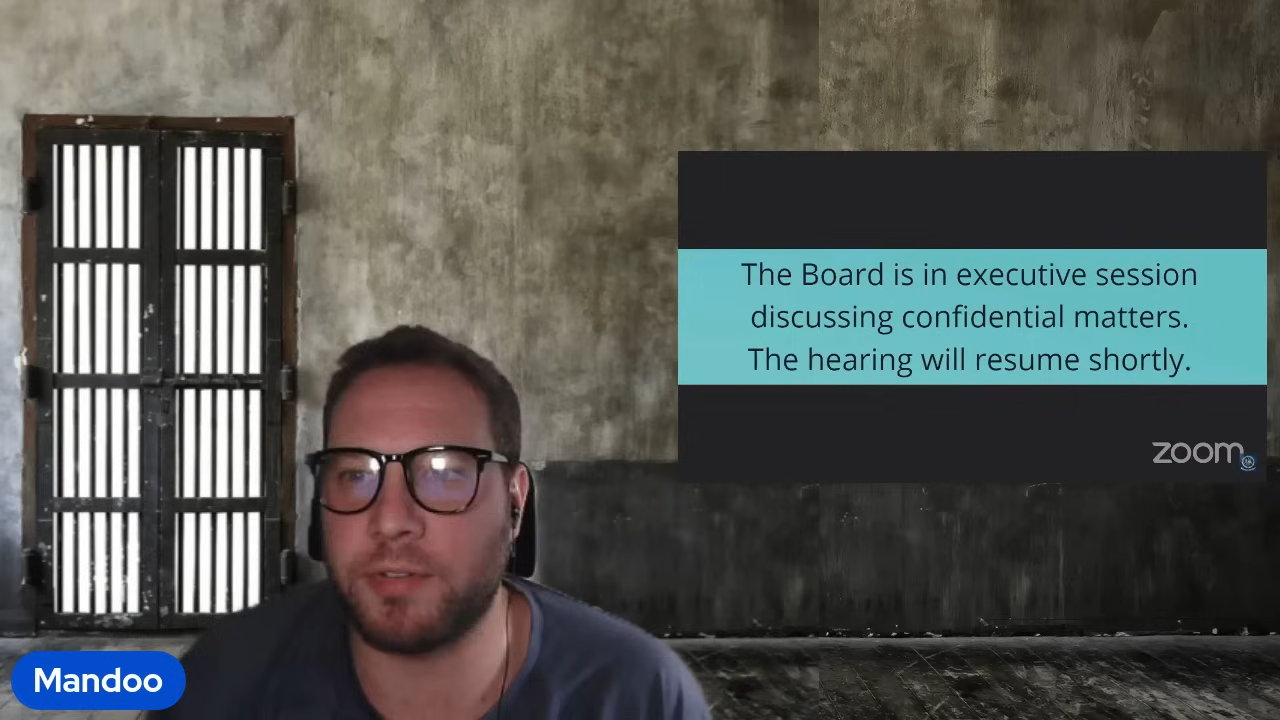 The Board is in executive session
discussing confidential matters.
The hearing will resume shortly.
zoom
Mandoo